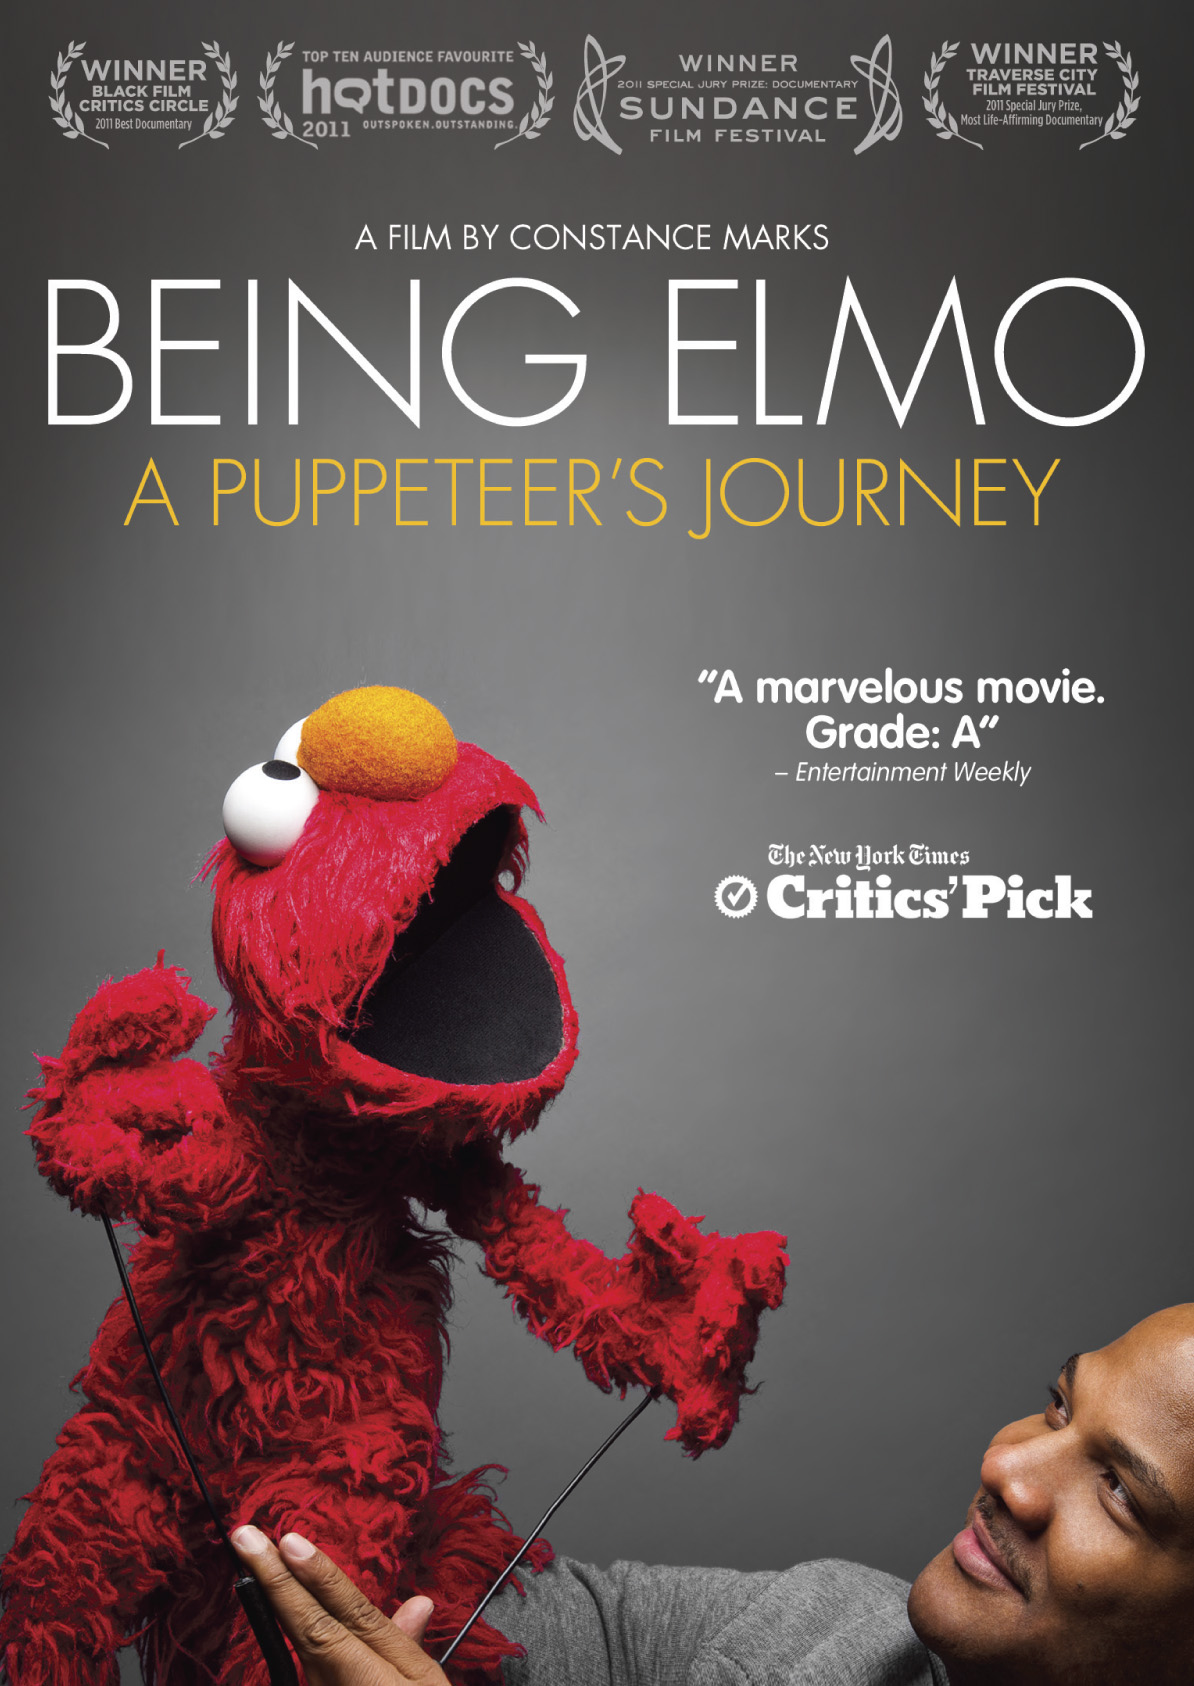 WINNER
BLACK FILM
CRITICS CIRCLE
2011 Best Documentary
TOP TEN AUDIENCE FAVOURITE
hotDOCS
2011 OUTSPOKEN.OUTSTANDING.
WINNER
2011 SPECIAL JURY PRIZE: DOCUMENTARY
SUNDANCE
FILM FESTIVAL
WINNER
TRAVERSE CITY
FILM FESTIVAL
2011 Special Jury Prize,
Most Life-Affirming Documentary
A FILM BY CONSTANCE MARKS
BEING ELMO
A PUPPETEER'S JOURNEY
"A marvelous movie.
Grade: A"
– Entertainment Weekly
The New York Times
Critics' Pick